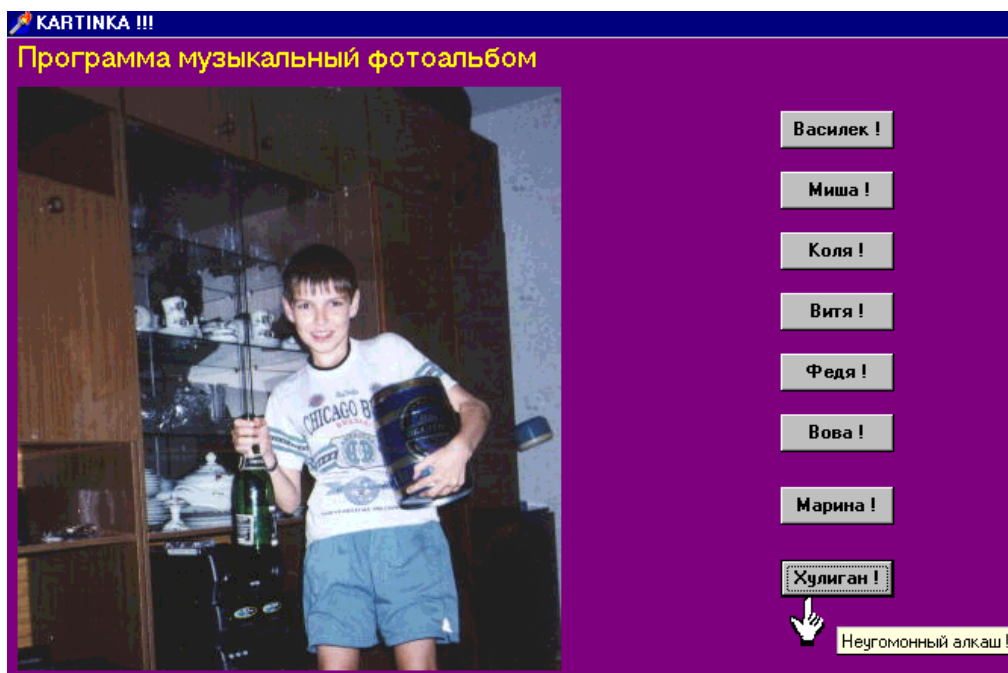 KARTINKA !!!
Программа музыкальный фотоальбом
Василек !
Миша !
Коля !
Витя !
Федя !
Вова !
Марина !
Хулиган !
Неугомонный алкаш !
CHICAGO B